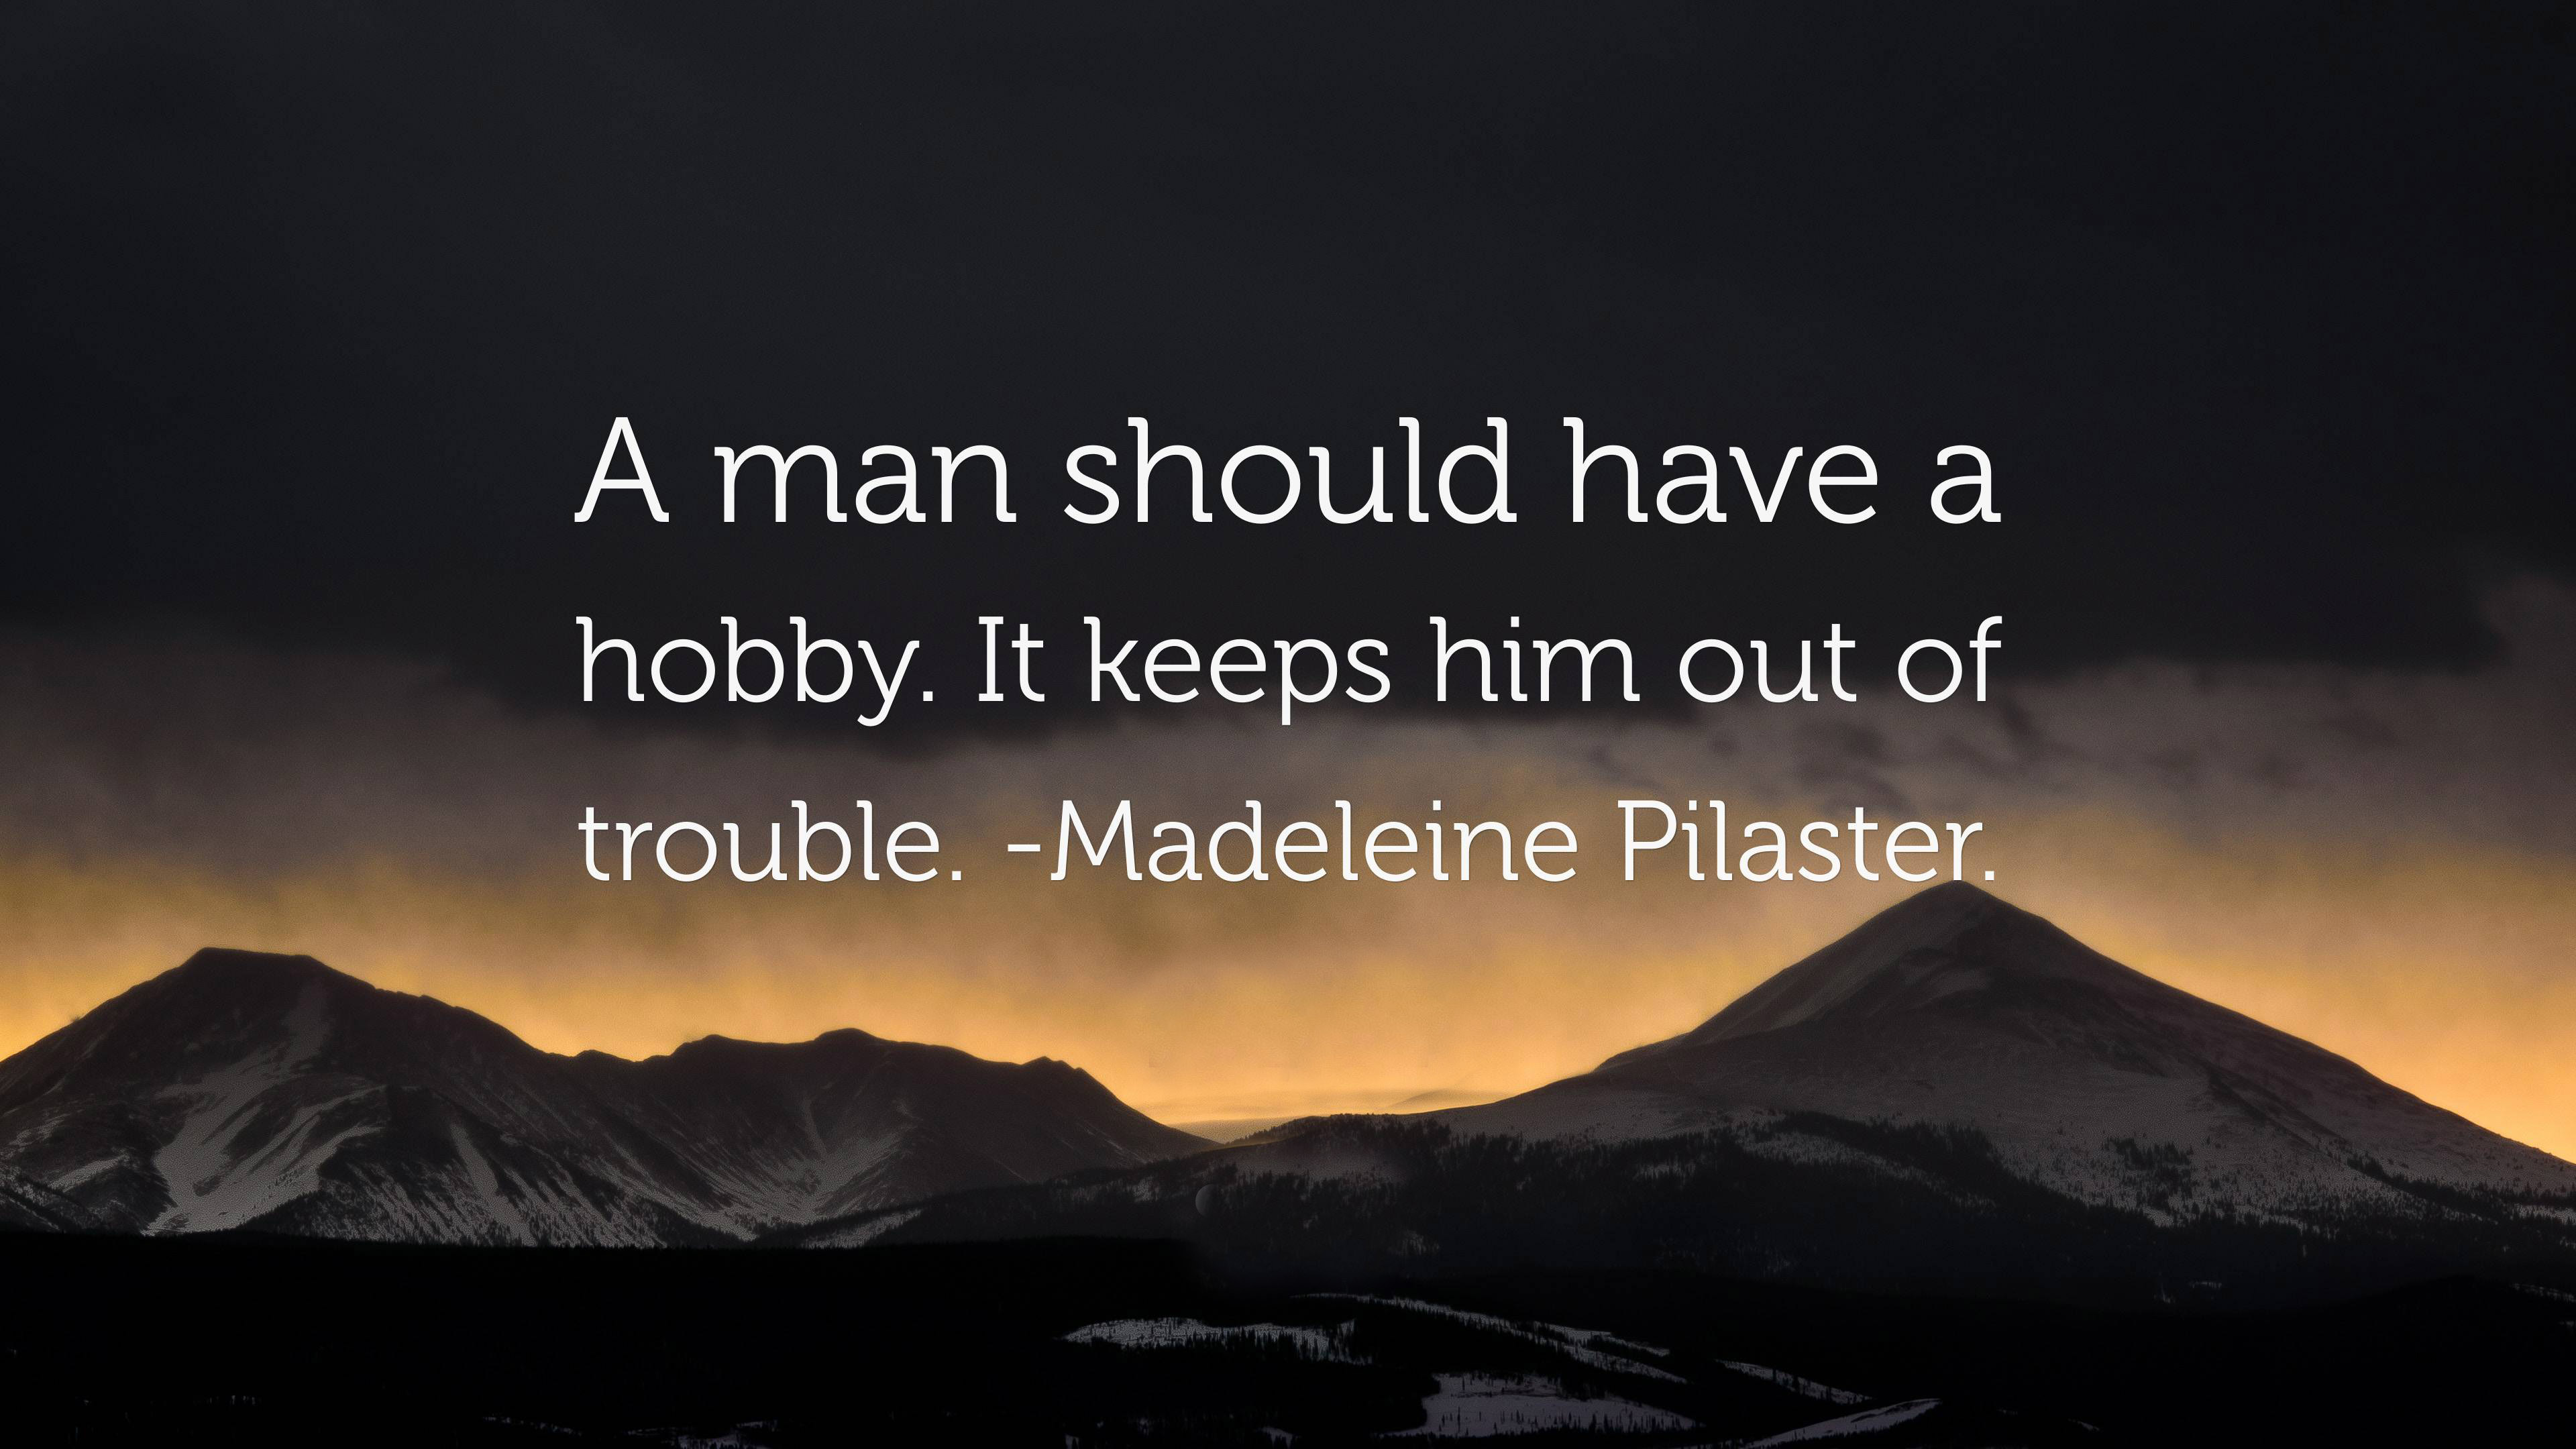 A man should have a
hobby. It keeps him out of
trouble. -Madeleine Pilaster.